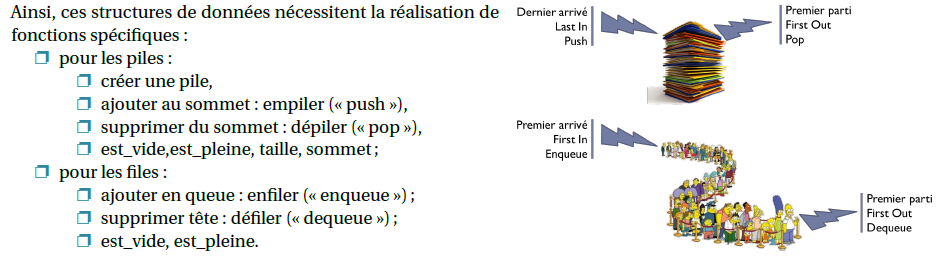 Ainsi, ces structures de données nécessitent la réalisation de
fonctions spécifiques :
pour les piles :
créer une pile,
ajouter au sommet : empiler (« push »),
supprimer du sommet : dépiler (« pop »),
est_vide,est_pleine, taille, sommet;
pour les files :
ajouter en queue : enfiler (« enqueue ») ;
supprimer tête : défiler (« dequeue ») ;
est_vide, est_pleine.
Dernier arrivé
Last In
Push
Premier parti
First Out
Pop
Premier arrivé
First In
Enqueue
Premier parti
First Out
Dequeue